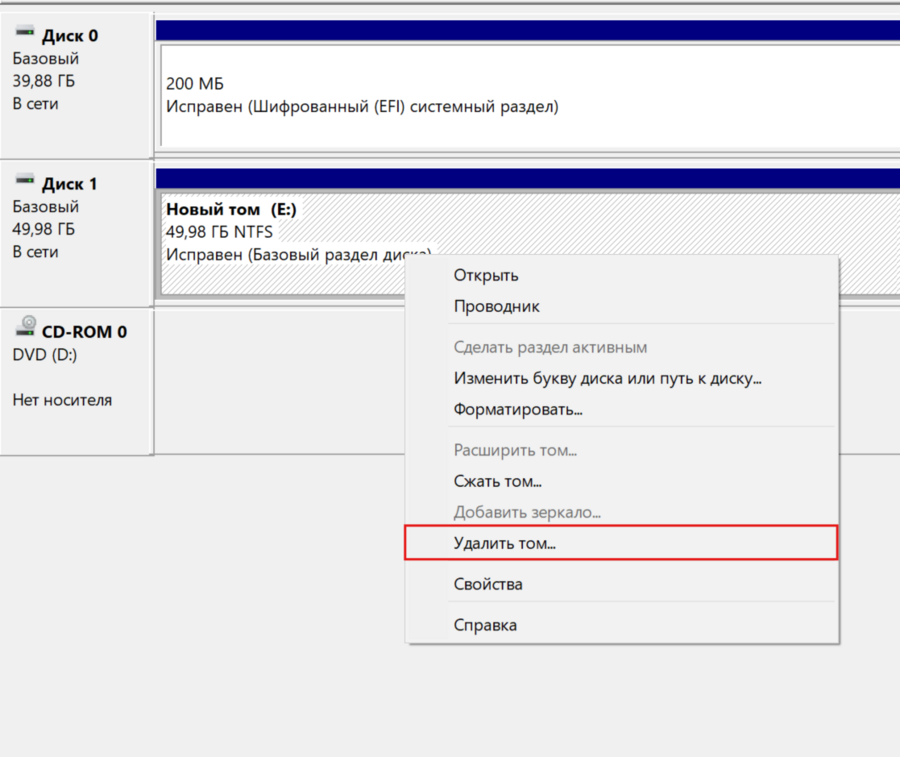 Диск 0
Базовый
39,88 ГБ
В сети
200 МБ
Исправен (Шифрованный (EFI) системный раздел)
Диск 1
Базовый
49,98 ГБ
В сети
Новый том (E:)
49,98 ГБ NTFS
Исправен (Базовый раздел диска)
CD-ROM 0
DVD (D:)
Нет носителя
Открыть
Проводник
Сделать раздел активным
Изменить букву диска или путь к диску...
Форматировать...
Расширить том...
Сжать том...
Добавить зеркало...
Удалить том...
Свойства
Справка